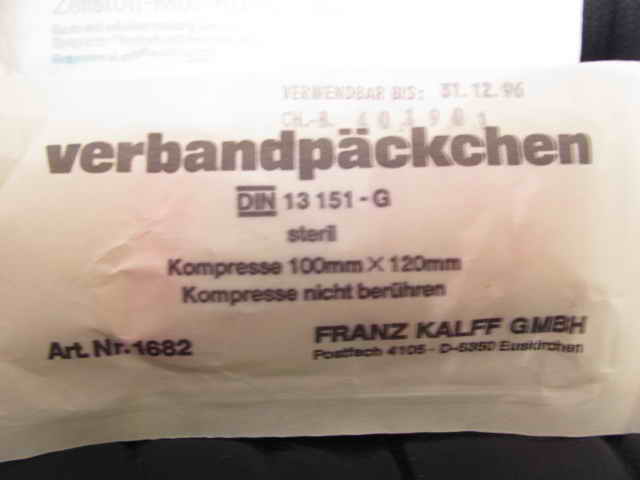 VERWENDBAR BIS: 31.12.96
CH.-B.
verbandpäckchen
DIN 13 151 - G
steril
Kompresse 100mm X 120mm
Kompresse nicht berühren
FRANZ KALFF GMBH
Art. Nr. 1682
Postfach 4105 - D-5350 Euskirchen